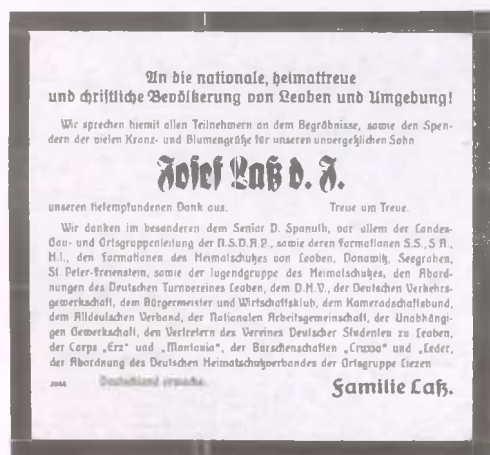 An die nationale, heimattreue
und christliche Bevölkerung von Leoben und Umgebung!
Wir sprechen hiemit allen Teilnehmern an dem Begräbnisse, sowie den Spen-
dern der vielen Kranz- und Blumengrüße für unseren unvergeßlichen Sohn
Josef Laß d. J.
unseren tiefempfundenen Dank aus. Treue um Treue.
Wir danken im besonderen dem Senior D. Spanuth, vor allem der Landes-
Gau- und Ortsgruppenleitung der N.S.D.A.P., sowie deren Formationen S.S., S.A.,
H.J., den Formationen des Heimatschutzes von Leoben, Donawitz, Seegraben,
St. Peter-Freienstein, sowie der Jugendgruppe des Heimatschutzes, den Abord-
nungen des Deutschen Turnvereines Leoben, dem D.H.V., der Deutschen Verkehrs-
gewerkschaft, dem Bürgermeister und Wirtschaftsklub, dem Kameradschaftsbund,
dem Alldeutschen Verband, der Nationalen Arbeitsgemeinschaft, der Unabhängi-
gen Gewerkschaft, den Vertretern des Vereines Deutscher Studenten zu Leoben,
der Corps „Erz" und „Montania", der Burschenschaften „Cruxia" und „Leder,
der Abordnung des Deutschen Heimatschutzverbandes der Ortsgruppe Liezen
2044 Deutschland erwache. Familie Laß.